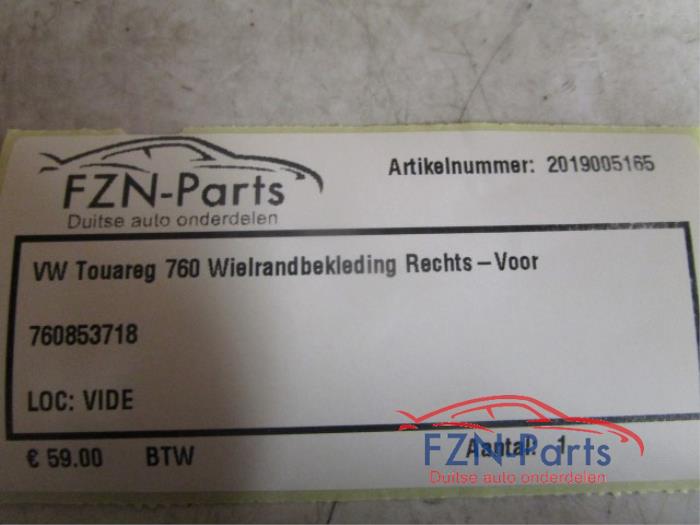 FZN-Parts
Duitse auto onderdelen
Artikelnummer: 2019005165
VW Touareg 760 Wielrandbekleding Rechts-Voor
760853718
LOC: VIDE
€ 59.00 BTW Aantal: 1
FZN-Parts
Duitse auto onderdelen